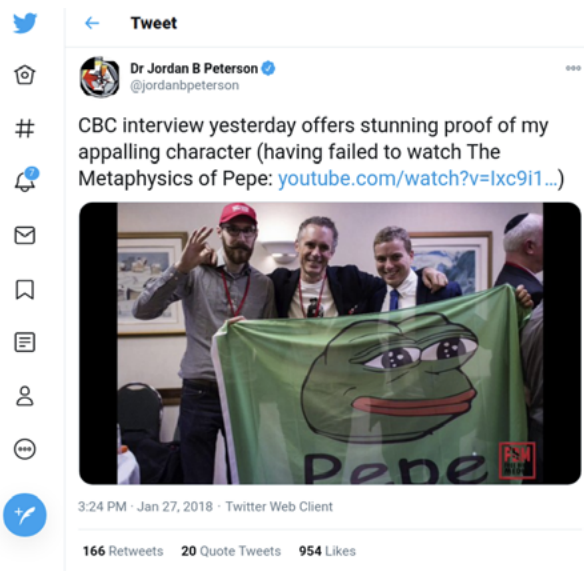 Tweet
Dr Jordan B Peterson
@jordanbpeterson
CBC interview yesterday offers stunning proof of my
appalling character (having failed to watch The
Metaphysics of Pepe: youtube.com/watch?v=Ixc9i1...)
7
Pepe
3:24 PM · Jan 27, 2018 · Twitter Web Client
166 Retweets 20 Quote Tweets 954 Likes